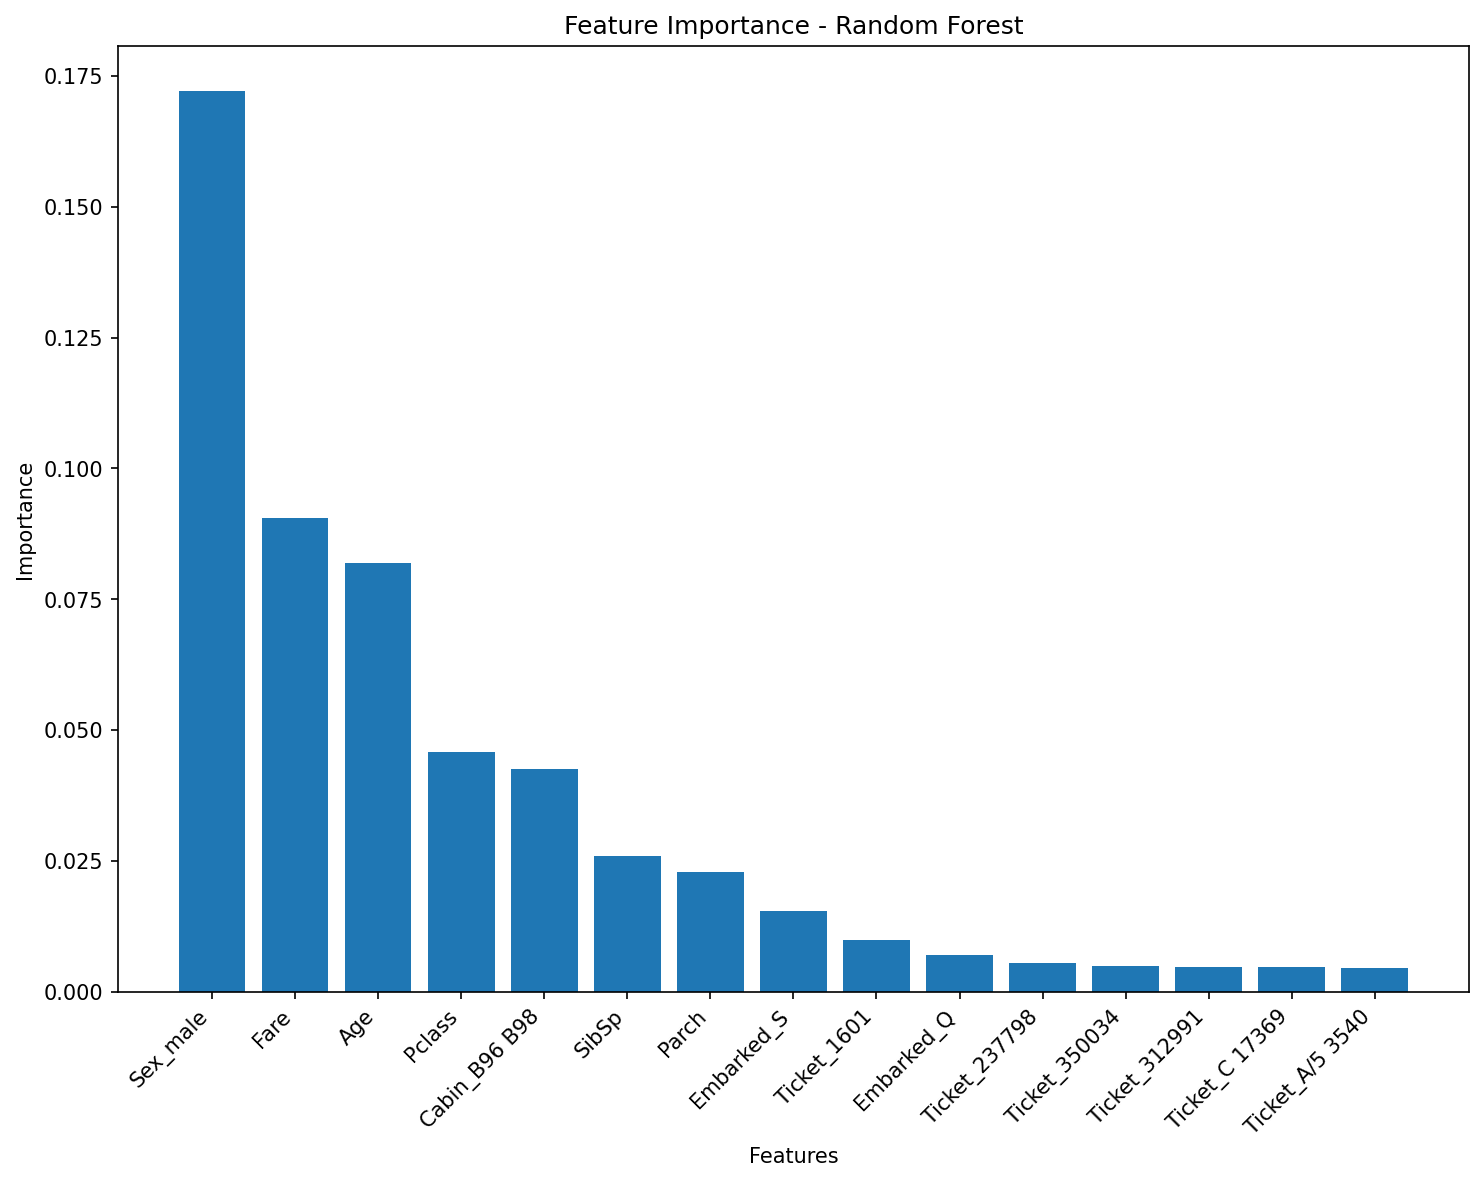 Feature Importance - Random Forest
Importance
0.175
0.150
0.125
0.100
0.075
0.050
0.025
0.000
Sex_male
Fare
Age
Pclass
Cabin_B96 B98
SibSp
Parch
Embarked_S
Ticket_1601
Embarked_Q
Ticket_237798
Ticket_350034
Ticket_312991
Ticket_C 17369
Ticket_A/5 3540
Features